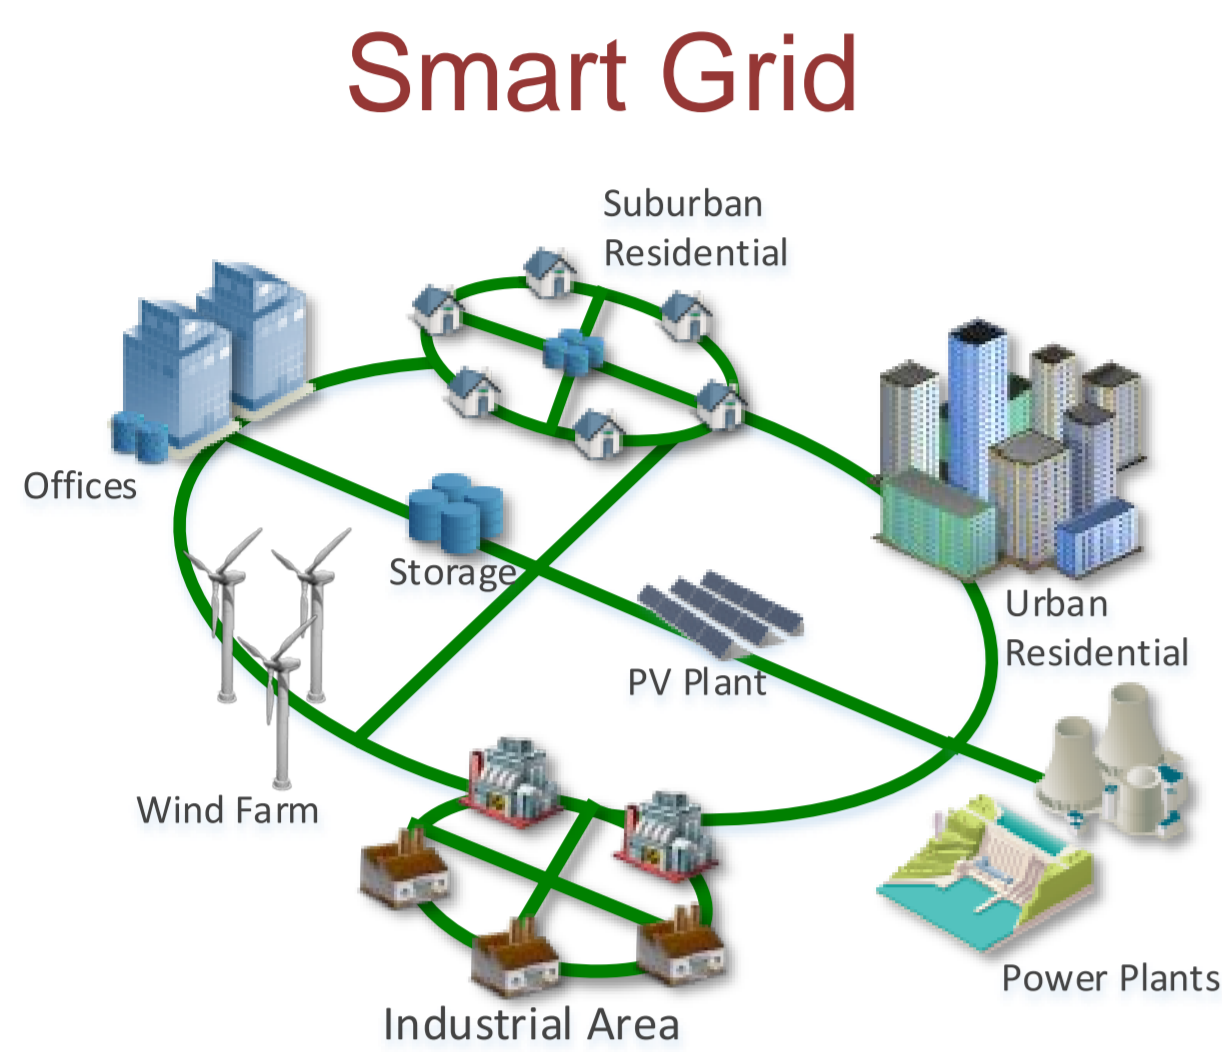 Smart Grid
Suburban
Residential
Offices
Storage
Urban
Residential
PV Plant
Wind Farm
Power Plants
Industrial Area